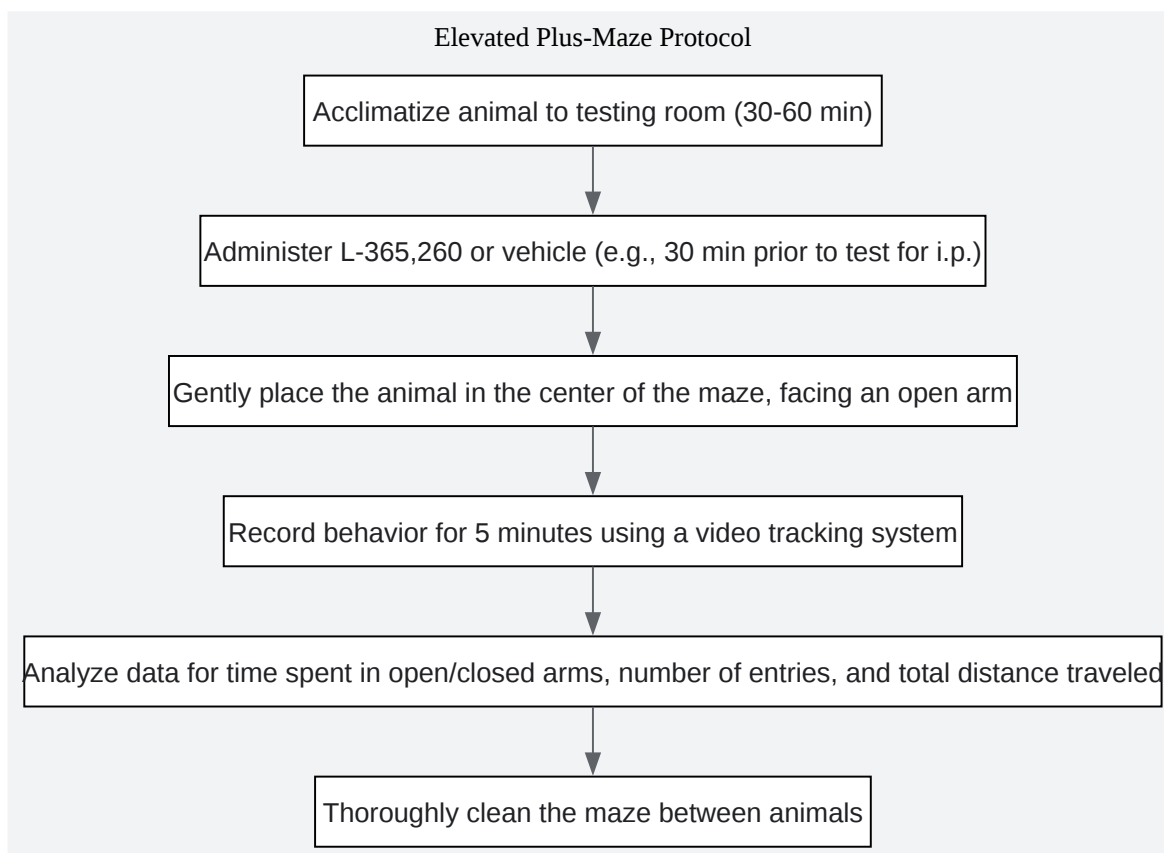 Elevated Plus-Maze Protocol
Acclimatize animal to testing room (30-60 min)
Administer L-365,260 or vehicle (e.g., 30 min prior to test for i.p.)
Gently place the animal in the center of the maze, facing an open arm
Record behavior for 5 minutes using a video tracking system
Analyze data for time spent in open/closed arms, number of entries, and total distance traveled
Thoroughly clean the maze between animals